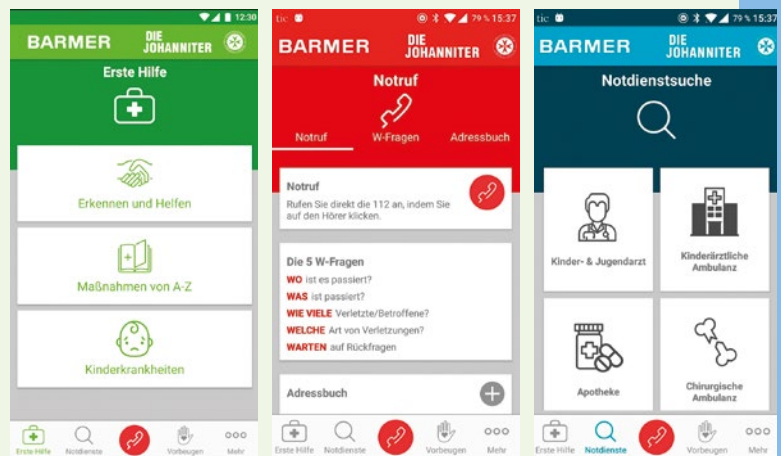 12:30
BARMER
DIE
JOHANNITER
Erste Hilfe
Erkennen und Helfen
Maßnahmen von A-Z
Kinderkrankheiten
Erste Hilfe
Notdienste
Vorbeugen
Mehr
tic
79 % 15:37
BARMER
DIE
JOHANNITER
Notruf
Notruf
W-Fragen
Adressbuch
Notruf
Rufen Sie direkt die 112 an, indem Sie
auf den Hörer klicken.
Die 5 W-Fragen
WO ist es passiert?
WAS ist passiert?
WIE VIELE Verletzte/Betroffene?
WELCHE Art von Verletzungen?
WARTEN auf Rückfragen
Adressbuch
Erste Hilfe
Notdienste
Vorbeugen
Mehr
tic
79 % 15:37
BARMER
DIE
JOHANNITER
Notdienstsuche
Kinder- & Jugendarzt
Kinderärztliche
Ambulanz
Apotheke
Chirurgische
Ambulanz
Erste Hilfe
Notdienste
Vorbeugen
Mehr